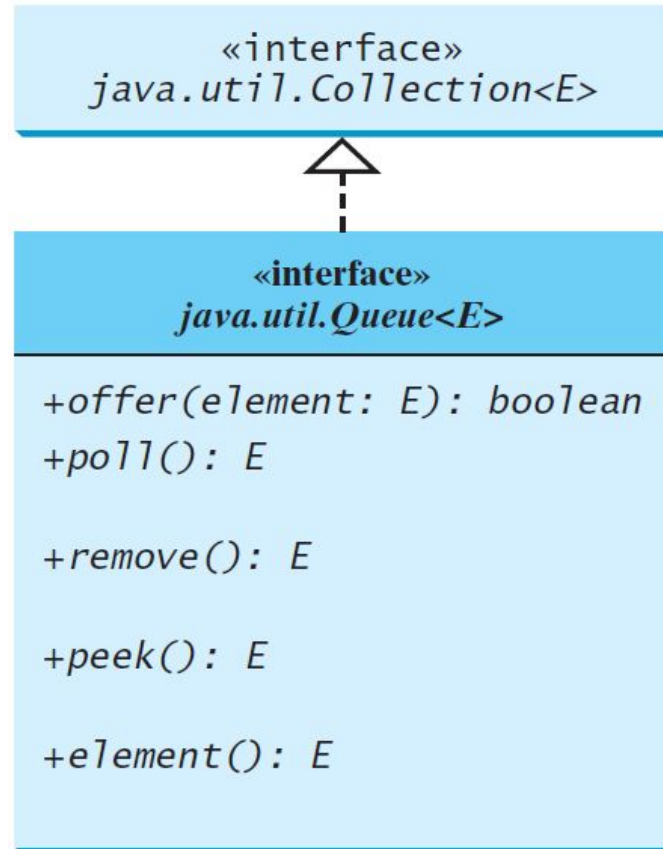 «interface»
java.util.Collection<E>
«interface»
java.util.Queue<E>
+offer(element: E): boolean
+poll(): E
+remove(): E
+peek(): E
+element(): E